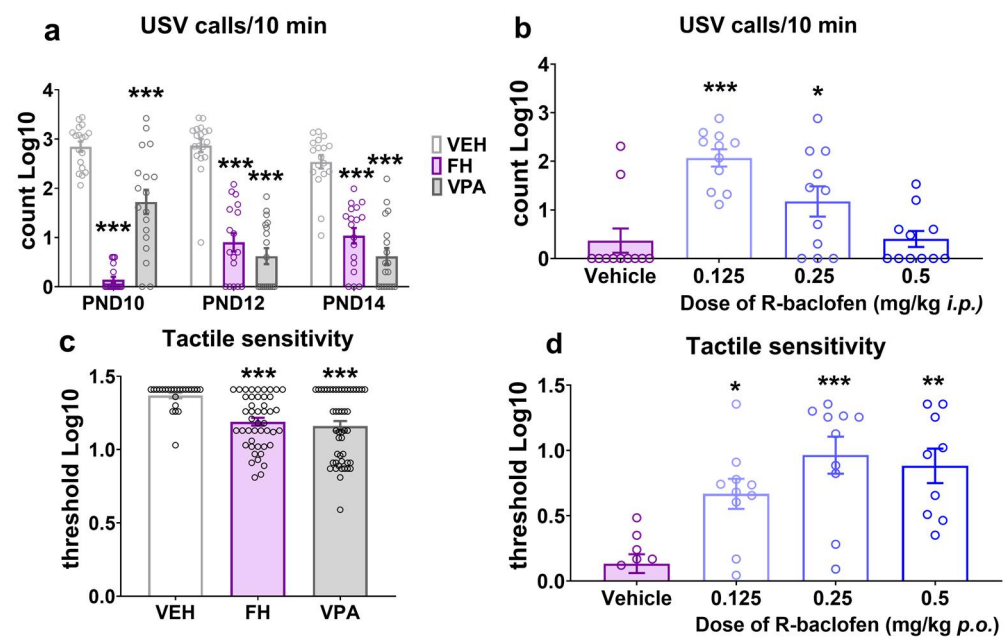 a
USV calls/10 min
count Log10
4
3
2
1
0
***
***
***
***
***
***
PND10
PND12
PND14
VEH
FH
VPA
b
USV calls/10 min
count Log10
4
3
2
1
0
***
*
Vehicle
0.125
0.25
0.5
Dose of R-baclofen (mg/kg i.p.)
c
Tactile sensitivity
threshold Log10
1.5
1.0
0.5
0.0
***
***
VEH
FH
VPA
d
Tactile sensitivity
threshold Log10
1.5
1.0
0.5
0.0
*
***
**
Vehicle
0.125
0.25
0.5
Dose of R-baclofen (mg/kg p.o.)